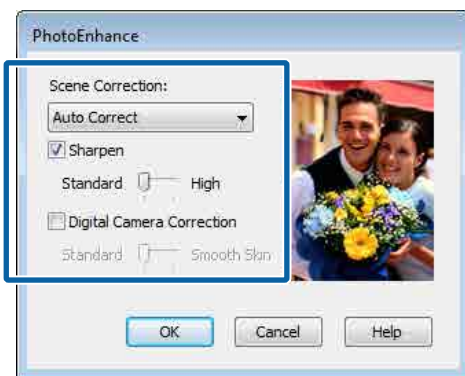 PhotoEnhance
Scene Correction:
Auto Correct
Sharpen
Standard High
Digital Camera Correction
Standard Smooth Skin
OK Cancel Help